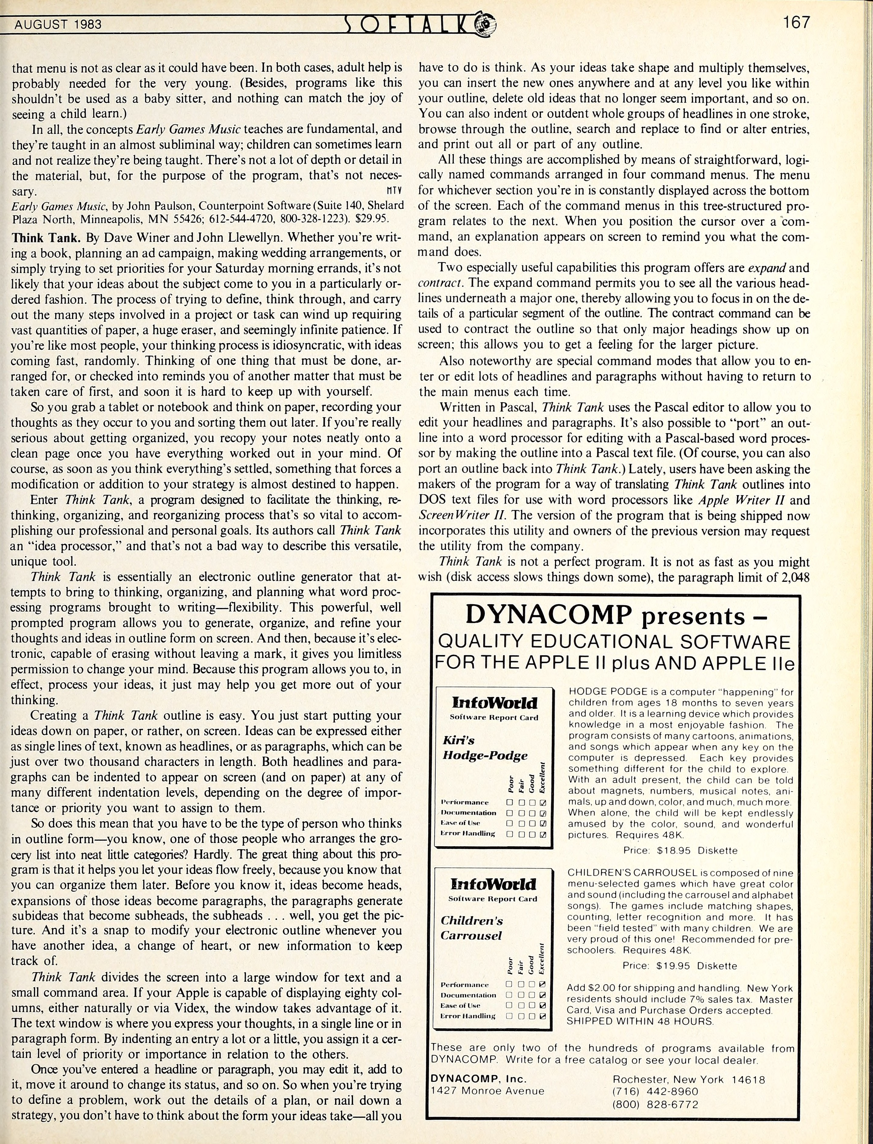 AUGUST 1983
SOFTALK
167
that menu is not as clear as it could have been. In both cases, adult help is
probably needed for the very young. (Besides, programs like this
shouldn't be used as a baby sitter, and nothing can match the joy of
seeing a child learn.)
In all, the concepts Early Games Music teaches are fundamental, and
they're taught in an almost subliminal way; children can sometimes learn
and not realize they're being taught. There's not a lot of depth or detail in
the material, but, for the purpose of the program, that's not neces-
sary. MTV
Early Games Music, by John Paulson, Counterpoint Software (Suite 140, Shelard
Plaza North, Minneapolis, MN 55426; 612-544-4720, 800-328-1223). $29.95.
Think Tank. By Dave Winer and John Llewellyn. Whether you're writ-
ing a book, planning an ad campaign, making wedding arrangements, or
simply trying to set priorities for your Saturday morning errands, it's not
likely that your ideas about the subject come to you in a particularly or-
dered fashion. The process of trying to define, think through, and carry
out the many steps involved in a project or task can wind up requiring
vast quantities of paper, a huge eraser, and seemingly infinite patience. If
you're like most people, your thinking process is idiosyncratic, with ideas
coming fast, randomly. Thinking of one thing that must be done, ar-
ranged for, or checked into reminds you of another matter that must be
taken care of first, and soon it is hard to keep up with yourself.
So you grab a tablet or notebook and think on paper, recording your
thoughts as they occur to you and sorting them out later. If you're really
serious about getting organized, you recopy your notes neatly onto a
clean page once you have everything worked out in your mind. Of
course, as soon as you think everything's settled, something that forces a
modification or addition to your strategy is almost destined to happen.
Enter Think Tank, a program designed to facilitate the thinking, re-
thinking, organizing, and reorganizing process that's so vital to accom-
plishing our professional and personal goals. Its authors call Think Tank
an "idea processor," and that's not a bad way to describe this versatile,
unique tool.
Think Tank is essentially an electronic outline generator that at-
tempts to bring to thinking, organizing, and planning what word proc-
essing programs brought to writing—flexibility. This powerful, well
prompted program allows you to generate, organize, and refine your
thoughts and ideas in outline form on screen. And then, because it's elec-
tronic, capable of erasing without leaving a mark, it gives you limitless
permission to change your mind. Because this program allows you to, in
effect, process your ideas, it just may help you get more out of your
thinking.
Creating a Think Tank outline is easy. You just start putting your
ideas down on paper, or rather, on screen. Ideas can be expressed either
as single lines of text, known as headlines, or as paragraphs, which can be
just over two thousand characters in length. Both headlines and para-
graphs can be indented to appear on screen (and on paper) at any of
many different indentation levels, depending on the degree of impor-
tance or priority you want to assign to them.
So does this mean that you have to be the type of person who thinks
in outline form—you know, one of those people who arranges the gro-
cery list into neat little categories? Hardly. The great thing about this pro-
gram is that it helps you let your ideas flow freely, because you know that
you can organize them later. Before you know it, ideas become heads,
expansions of those ideas become paragraphs, the paragraphs generate
subideas that become subheads, the subheads . . . well, you get the pic-
ture. And it's a snap to modify your electronic outline whenever you
have another idea, a change of heart, or new information to keep
track of.
Think Tank divides the screen into a large window for text and a
small command area. If your Apple is capable of displaying eighty col-
umns, either naturally or via Videx, the window takes advantage of it.
The text window is where you express your thoughts, in a single line or in
paragraph form. By indenting an entry a lot or a little, you assign it a cer-
tain level of priority or importance in relation to the others.
Once you've entered a headline or paragraph, you may edit it, add to
it, move it around to change its status, and so on. So when you're trying
to define a problem, work out the details of a plan, or nail down a
strategy, you don't have to think about the form your ideas take—all you
have to do is think. As your ideas take shape and multiply themselves,
you can insert the new ones anywhere and at any level you like within
your outline, delete old ideas that no longer seem important, and so on.
You can also indent or outdent whole groups of headlines in one stroke,
browse through the outline, search and replace to find or alter entries,
and print out all or part of any outline.
All these things are accomplished by means of straightforward, logi-
cally named commands arranged in four command menus. The menu
for whichever section you're in is constantly displayed across the bottom
of the screen. Each of the command menus in this tree-structured pro-
gram relates to the next. When you position the cursor over a com-
mand, an explanation appears on screen to remind you what the com-
mand does.
Two especially useful capabilities this program offers are expand and
contract. The expand command permits you to see all the various head-
lines underneath a major one, thereby allowing you to focus in on the de-
tails of a particular segment of the outline. The contract command can be
used to contract the outline so that only major headings show up on
screen; this allows you to get a feeling for the larger picture.
Also noteworthy are special command modes that allow you to en-
ter or edit lots of headlines and paragraphs without having to return to
the main menus each time.
Written in Pascal, Think Tank uses the Pascal editor to allow you to
edit your headlines and paragraphs. It's also possible to "port" an out-
line into a word processor for editing with a Pascal-based word proces-
sor by making the outline into a Pascal text file. (Of course, you can also
port an outline back into Think Tank.) Lately, users have been asking the
makers of the program for a way of translating Think Tank outlines into
DOS text files for use with word processors like Apple Writer II and
ScreenWriter II. The version of the program that is being shipped now
incorporates this utility and owners of the previous version may request
the utility from the company.
Think Tank is not a perfect program. It is not as fast as you might
wish (disk access slows things down some), the paragraph limit of 2,048
DYNACOMP presents –
QUALITY EDUCATIONAL SOFTWARE
FOR THE APPLE II plus AND APPLE IIe
InfoWorld
Software Report Card
Kiri's
Hodge-Podge
Poor Fair Good Excellent
Performance
Documentation
Ease of Use
Error Handling
HODGE PODGE is a computer "happening" for
children from ages 18 months to seven years
and older. It is a learning device which provides
knowledge in a most enjoyable fashion. The
program consists of many cartoons, animations,
and songs which appear when any key on the
computer is depressed. Each key provides
something different for the child to explore.
With an adult present, the child can be told
about magnets, numbers, musical notes, ani-
mals, up and down, color, and much, much more.
When alone, the child will be kept endlessly
amused by the color, sound, and wonderful
pictures. Requires 48K.
Price: $18.95 Diskette
InfoWorld
Software Report Card
Children's
Carrousel
Poor Fair Good Excellent
Performance
Documentation
Ease of Use
Error Handling
CHILDREN'S CARROUSEL is composed of nine
menu-selected games which have great color
and sound (including the carrousel and alphabet
songs). The games include matching shapes,
counting, letter recognition and more. It has
been "field tested" with many children. We are
very proud of this one! Recommended for pre-
schoolers. Requires 48K.
Price: $19.95 Diskette
Add $2.00 for shipping and handling. New York
residents should include 7% sales tax. Master
Card, Visa and Purchase Orders accepted.
SHIPPED WITHIN 48 HOURS.
These are only two of the hundreds of programs available from
DYNACOMP. Write for a free catalog or see your local dealer.
DYNACOMP, Inc.
1427 Monroe Avenue
Rochester, New York 14618
(716) 442-8960
(800) 828-6772